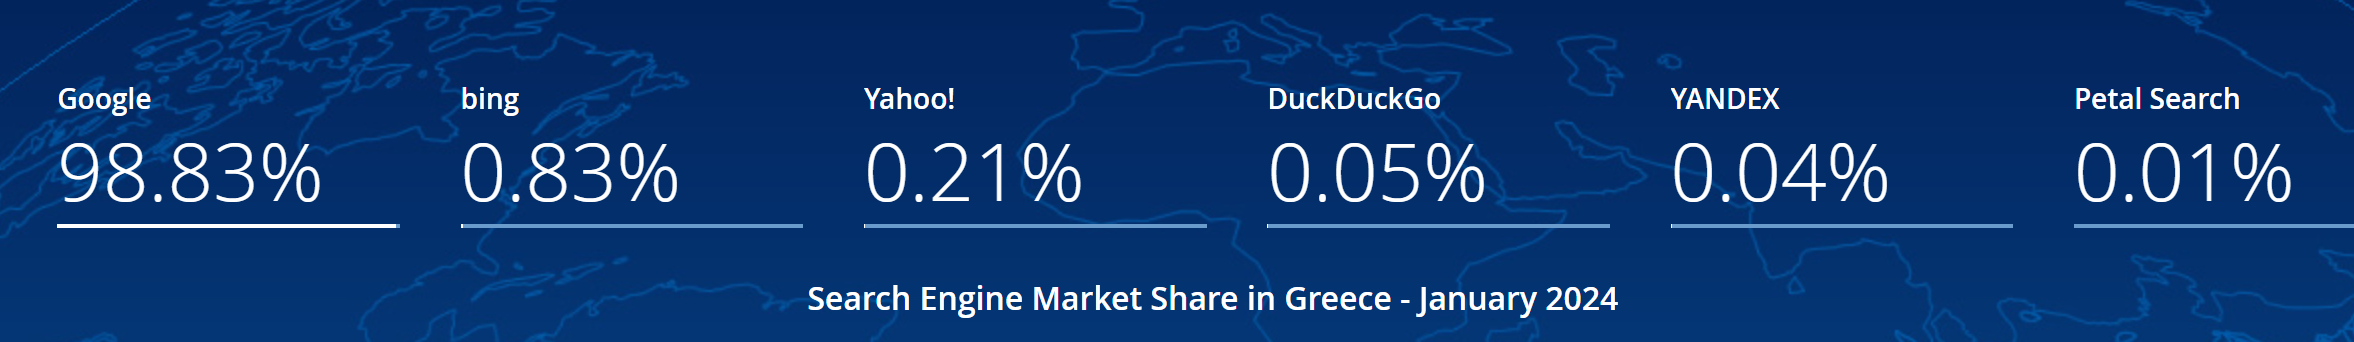 Google bing Yahoo! DuckDuckGo YANDEX Petal Search
98.83% 0.83% 0.21% 0.05% 0.04% 0.01%
Search Engine Market Share in Greece - January 2024